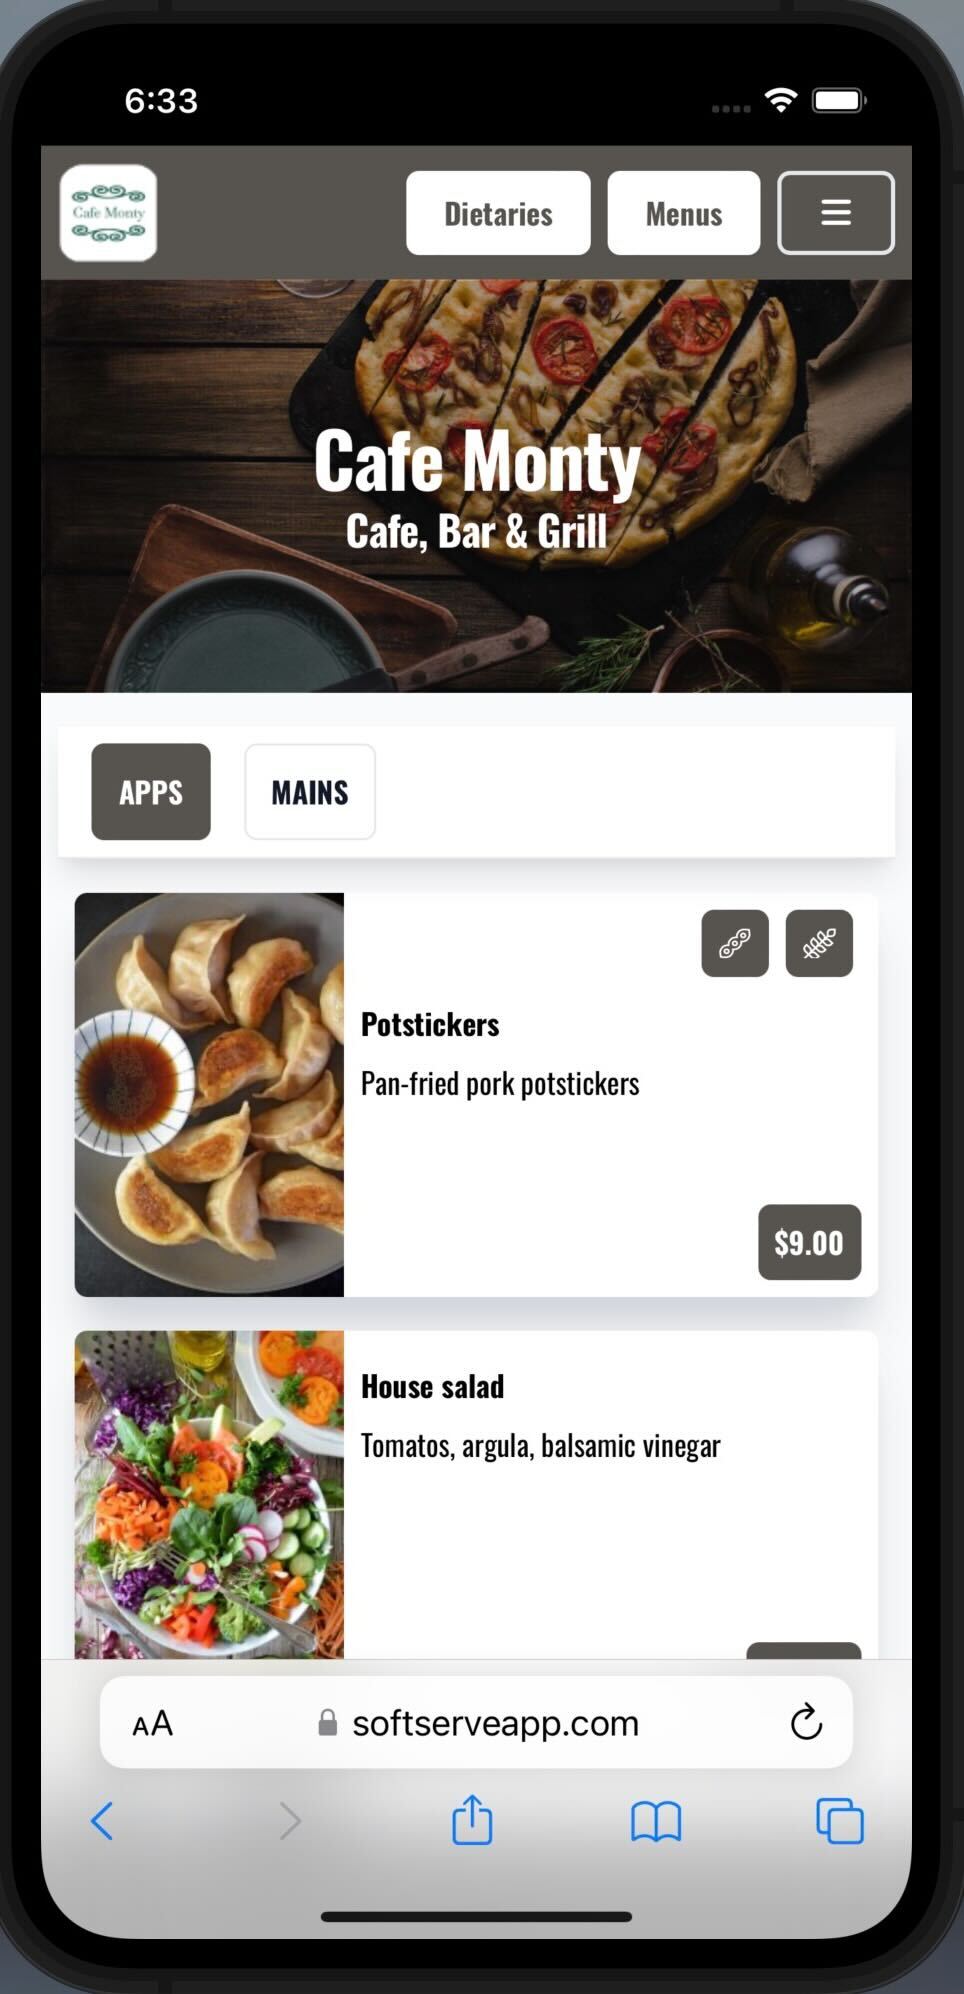 6:33
Cafe Monty
Dietaries
Menus
Cafe Monty
Cafe, Bar & Grill
APPS
MAINS
Potstickers
Pan-fried pork potstickers
$9.00
House salad
Tomatos, argula, balsamic vinegar
AA
softserveapp.com